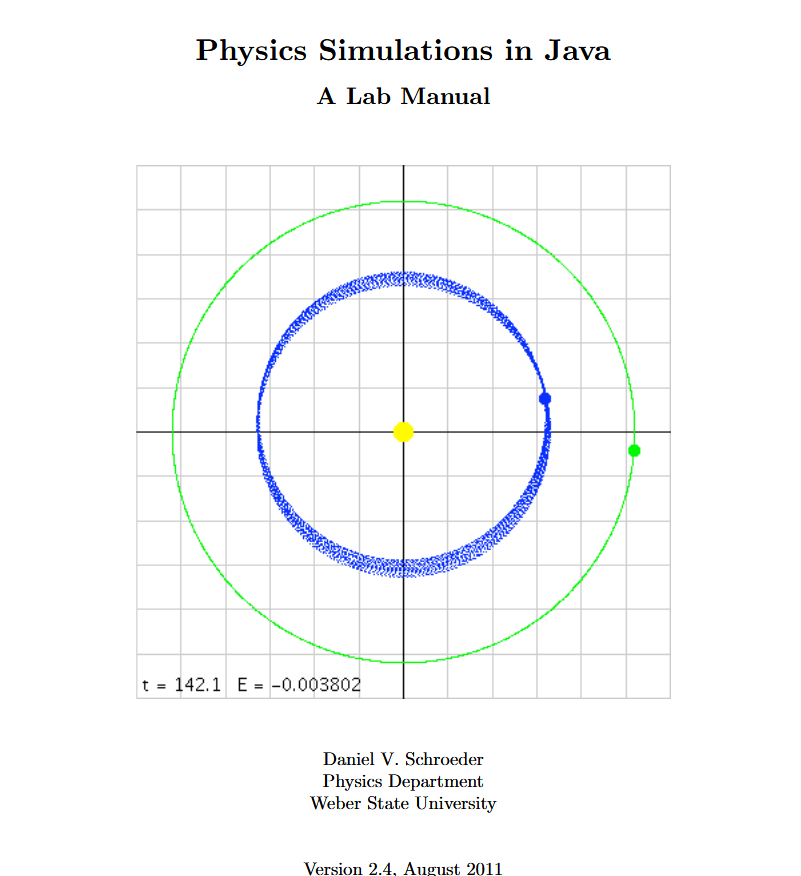 Physics Simulations in Java
A Lab Manual
t = 142.1 E = −0.003802
Daniel V. Schroeder
Physics Department
Weber State University
Version 2.4, August 2011